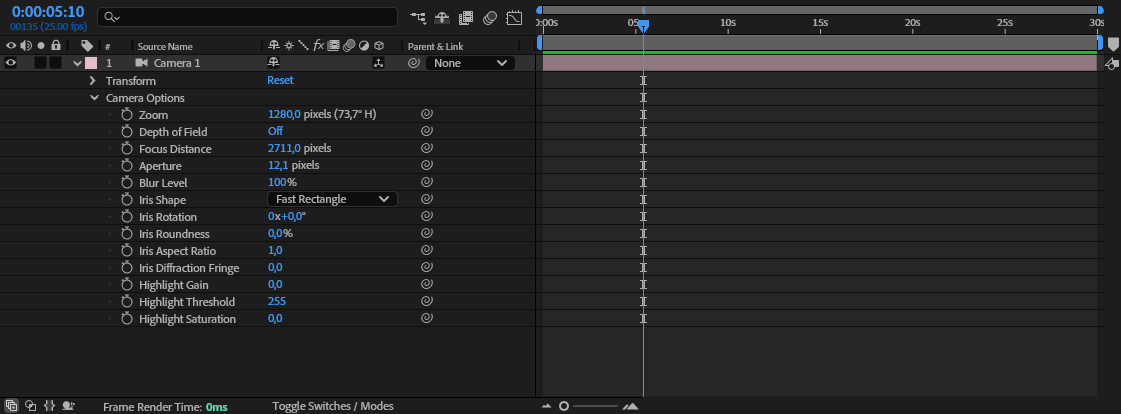 0:00:05:10
00135 (25.00 fps)
:00s 05s 10s 15s 20s 25s 30s
# Source Name fx Parent & Link
1 Camera 1 None
Transform Reset
Camera Options
Zoom 1280,0 pixels (73,7° H)
Depth of Field Off
Focus Distance 2711,0 pixels
Aperture 12,1 pixels
Blur Level 100%
Iris Shape Fast Rectangle
Iris Rotation 0x+0,0°
Iris Roundness 0,0%
Iris Aspect Ratio 1,0
Iris Diffraction Fringe 0,0
Highlight Gain 0,0
Highlight Threshold 255
Highlight Saturation 0,0
Frame Render Time: 0ms Toggle Switches / Modes